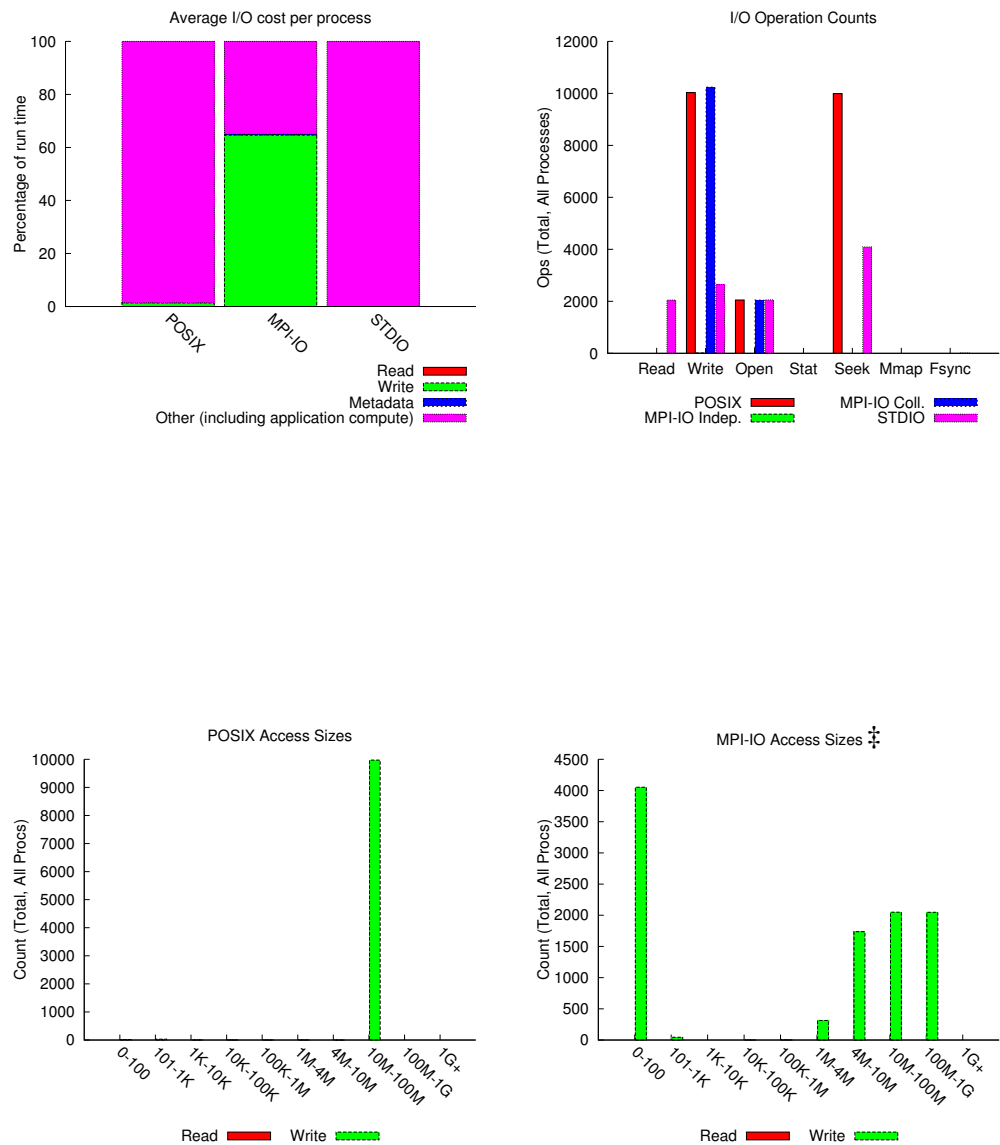 Average I/O cost per process
Percentage of run time
100
80
60
40
20
0
POSIX
MPI-IO
STDIO
Read
Write
Metadata
Other (including application compute)
I/O Operation Counts
Ops (Total, All Processes)
12000
10000
8000
6000
4000
2000
0
Read Write Open Stat Seek Mmap Fsync
POSIX MPI-IO Coll.
MPI-IO Indep. STDIO
POSIX Access Sizes
Count (Total, All Procs)
10000
9000
8000
7000
6000
5000
4000
3000
2000
1000
0
0-100
101-1K
1K-10K
10K-100K
100K-1M
1M-4M
4M-10M
10M-100M
100M-1G
1G+
Read Write
MPI-IO Access Sizes ‡
Count (Total, All Procs)
4500
4000
3500
3000
2500
2000
1500
1000
500
0
0-100
101-1K
1K-10K
10K-100K
100K-1M
1M-4M
4M-10M
10M-100M
100M-1G
1G+
Read Write